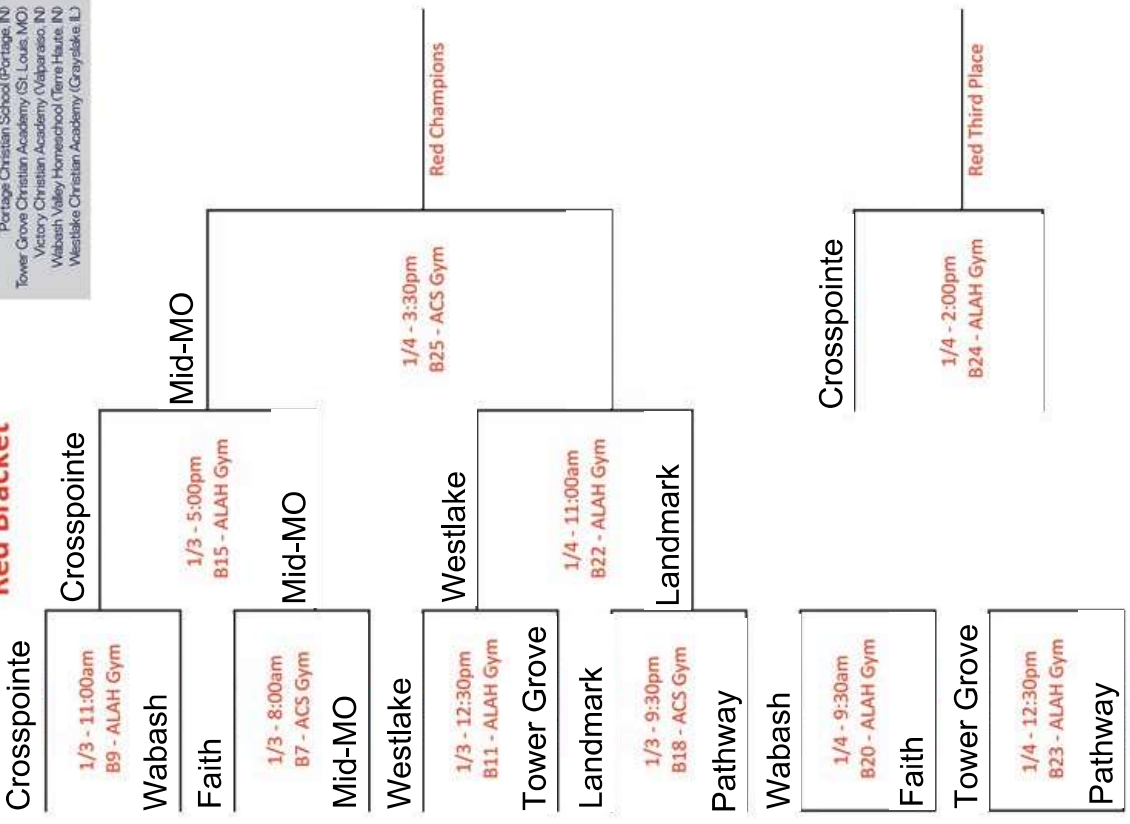 Portage Christian School (Portage, IN)
Tower Grove Christian Academy (St. Louis, MO)
Victory Christian Academy (Valparaiso, IN)
Wabash Valley Homeschool (Terre Haute, IN)
Westlake Christian Academy (Grayslake, IL)
Red Bracket
Crosspointe
1/3 - 11:00am
B9 - ALAH Gym
Wabash
Faith
1/3 - 8:00am
B7 - ACS Gym
Mid-MO
Westlake
1/3 - 12:30pm
B11 - ALAH Gym
Tower Grove
Landmark
1/3 - 9:30pm
B18 - ACS Gym
Pathway
Wabash
1/4 - 9:30am
B20 - ALAH Gym
Faith
Tower Grove
1/4 - 12:30pm
B23 - ALAH Gym
Pathway
Crosspointe
1/3 - 5:00pm
B15 - ALAH Gym
Mid-MO
Westlake
1/4 - 11:00am
B22 - ALAH Gym
Landmark
Mid-MO
1/4 - 3:30pm
B25 - ACS Gym
Crosspointe
1/4 - 2:00pm
B24 - ALAH Gym
Red Champions
Red Third Place